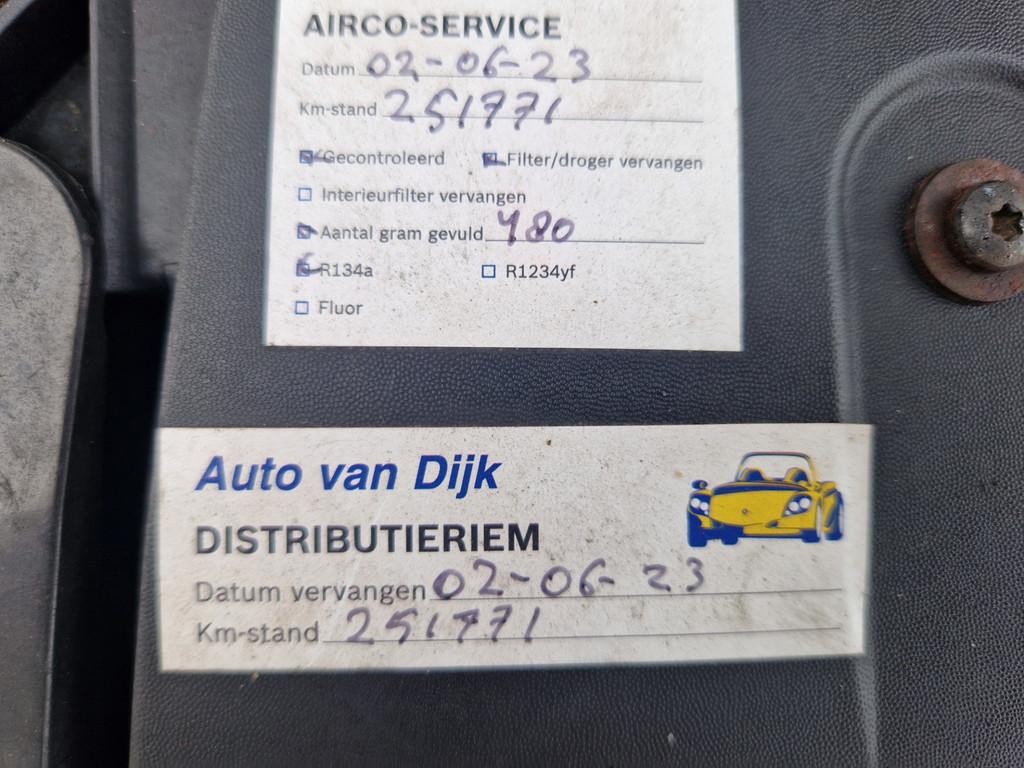 AIRCO-SERVICE
Datum 02-06-23
Km-stand 251771
Gecontroleerd Filter/droger vervangen
Interieurfilter vervangen
Aantal gram gevuld 480
R134a R1234yf
Fluor
Auto van Dijk
DISTRIBUTIERIEM
Datum vervangen 02-06-23
Km-stand 251771